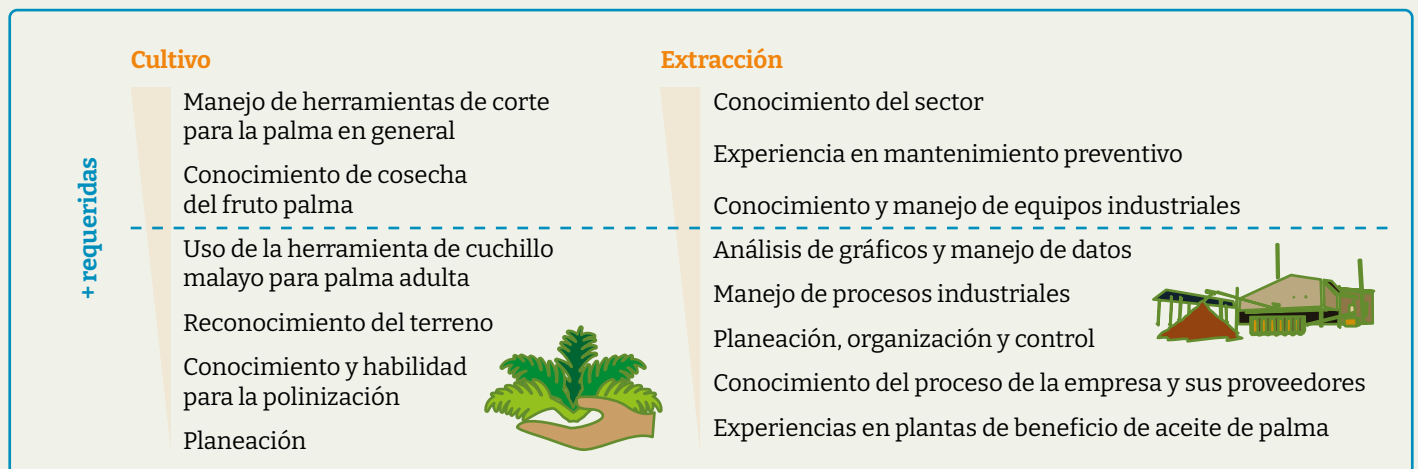 Cultivo
Manejo de herramientas de corte
para la palma en general
Conocimiento de cosecha
del fruto palma
Uso de la herramienta de cuchillo
malayo para palma adulta
Reconocimiento del terreno
Conocimiento y habilidad
para la polinización
Planeación
Extracción
Conocimiento del sector
Experiencia en mantenimiento preventivo
Conocimiento y manejo de equipos industriales
Análisis de gráficos y manejo de datos
Manejo de procesos industriales
Planeación, organización y control
Conocimiento del proceso de la empresa y sus proveedores
Experiencias en plantas de beneficio de aceite de palma
+ requeridas